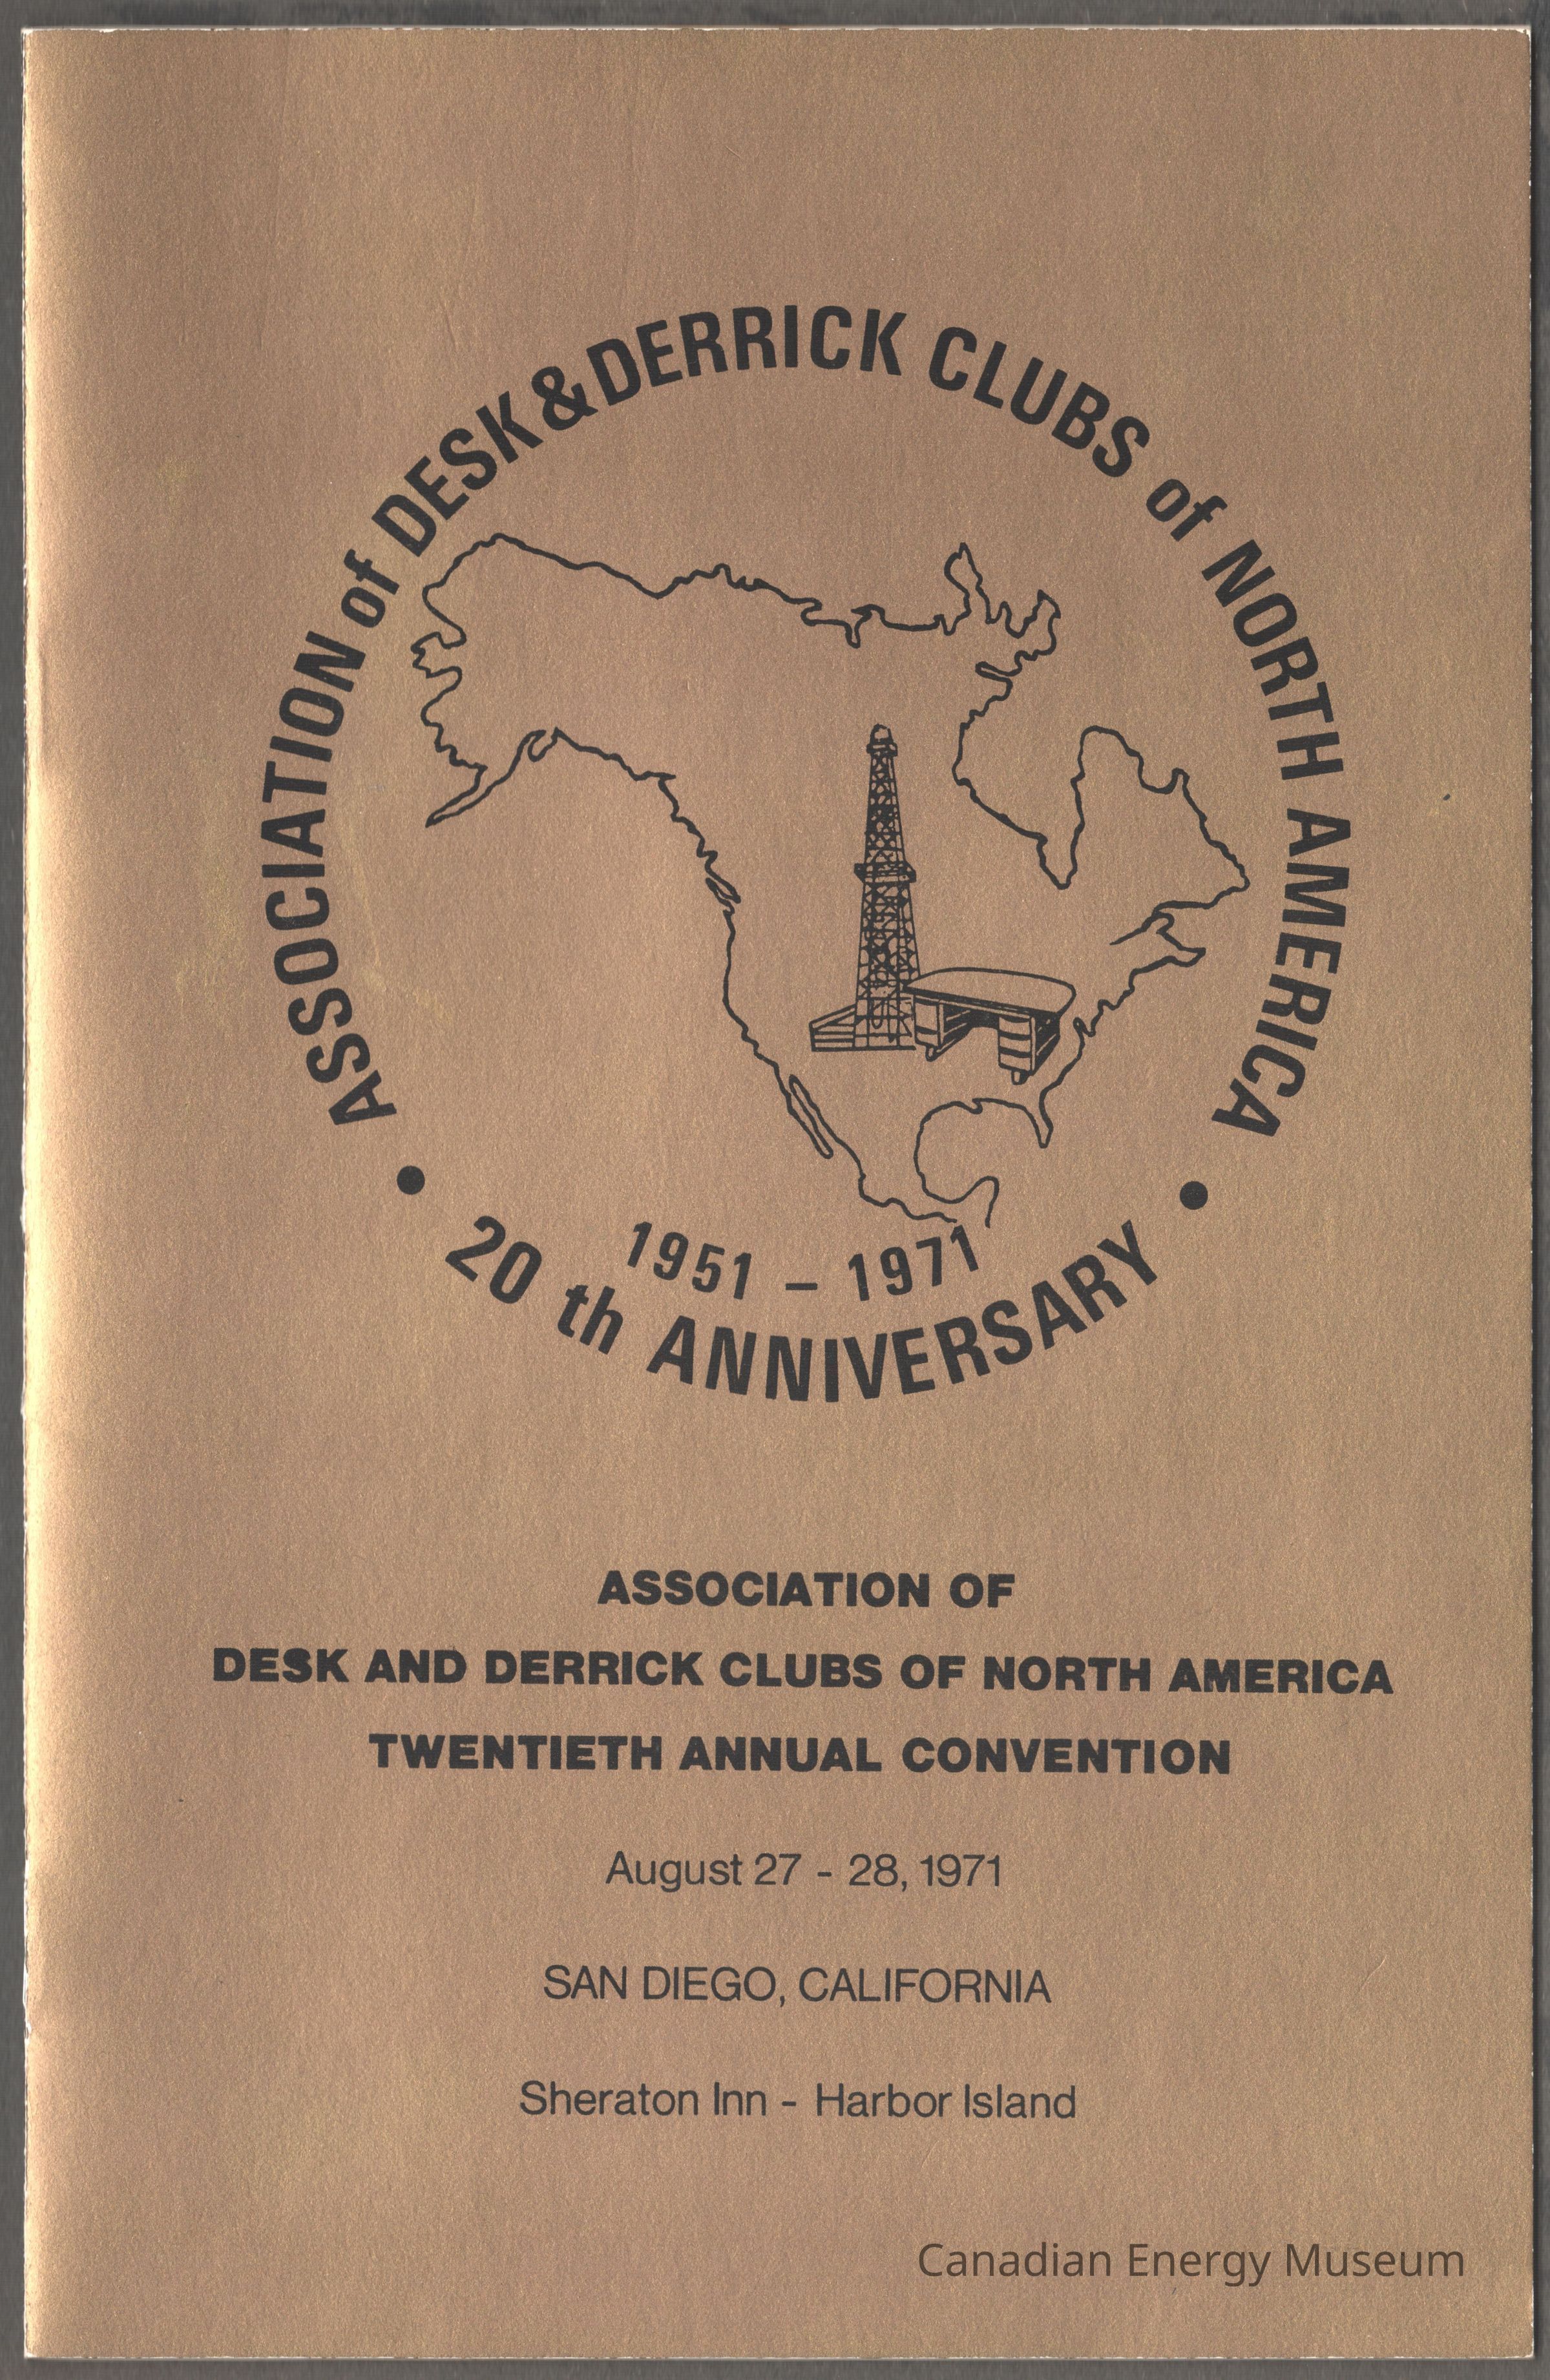 ASSOCIATION of DESK & DERRICK CLUBS of NORTH AMERICA
1951 - 1971
• 20 th ANNIVERSARY •
ASSOCIATION OF
DESK AND DERRICK CLUBS OF NORTH AMERICA
TWENTIETH ANNUAL CONVENTION
August 27 - 28, 1971
SAN DIEGO, CALIFORNIA
Sheraton Inn - Harbor Island
Canadian Energy Museum